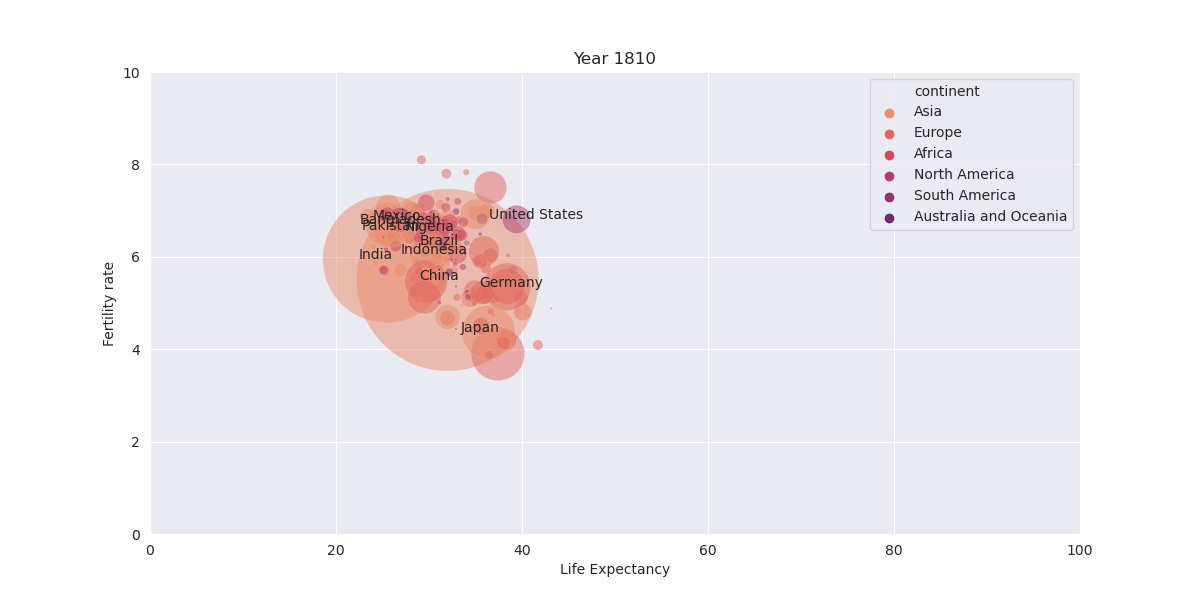 Year 1810
Fertility rate
10
8
6
4
2
0
0 20 40 60 80 100
Life Expectancy
continent
Asia
Europe
Africa
North America
South America
Australia and Oceania
Mexico
United States
Bangladesh
Pakistan
Nigeria
Brazil
Indonesia
India
China
Germany
Japan